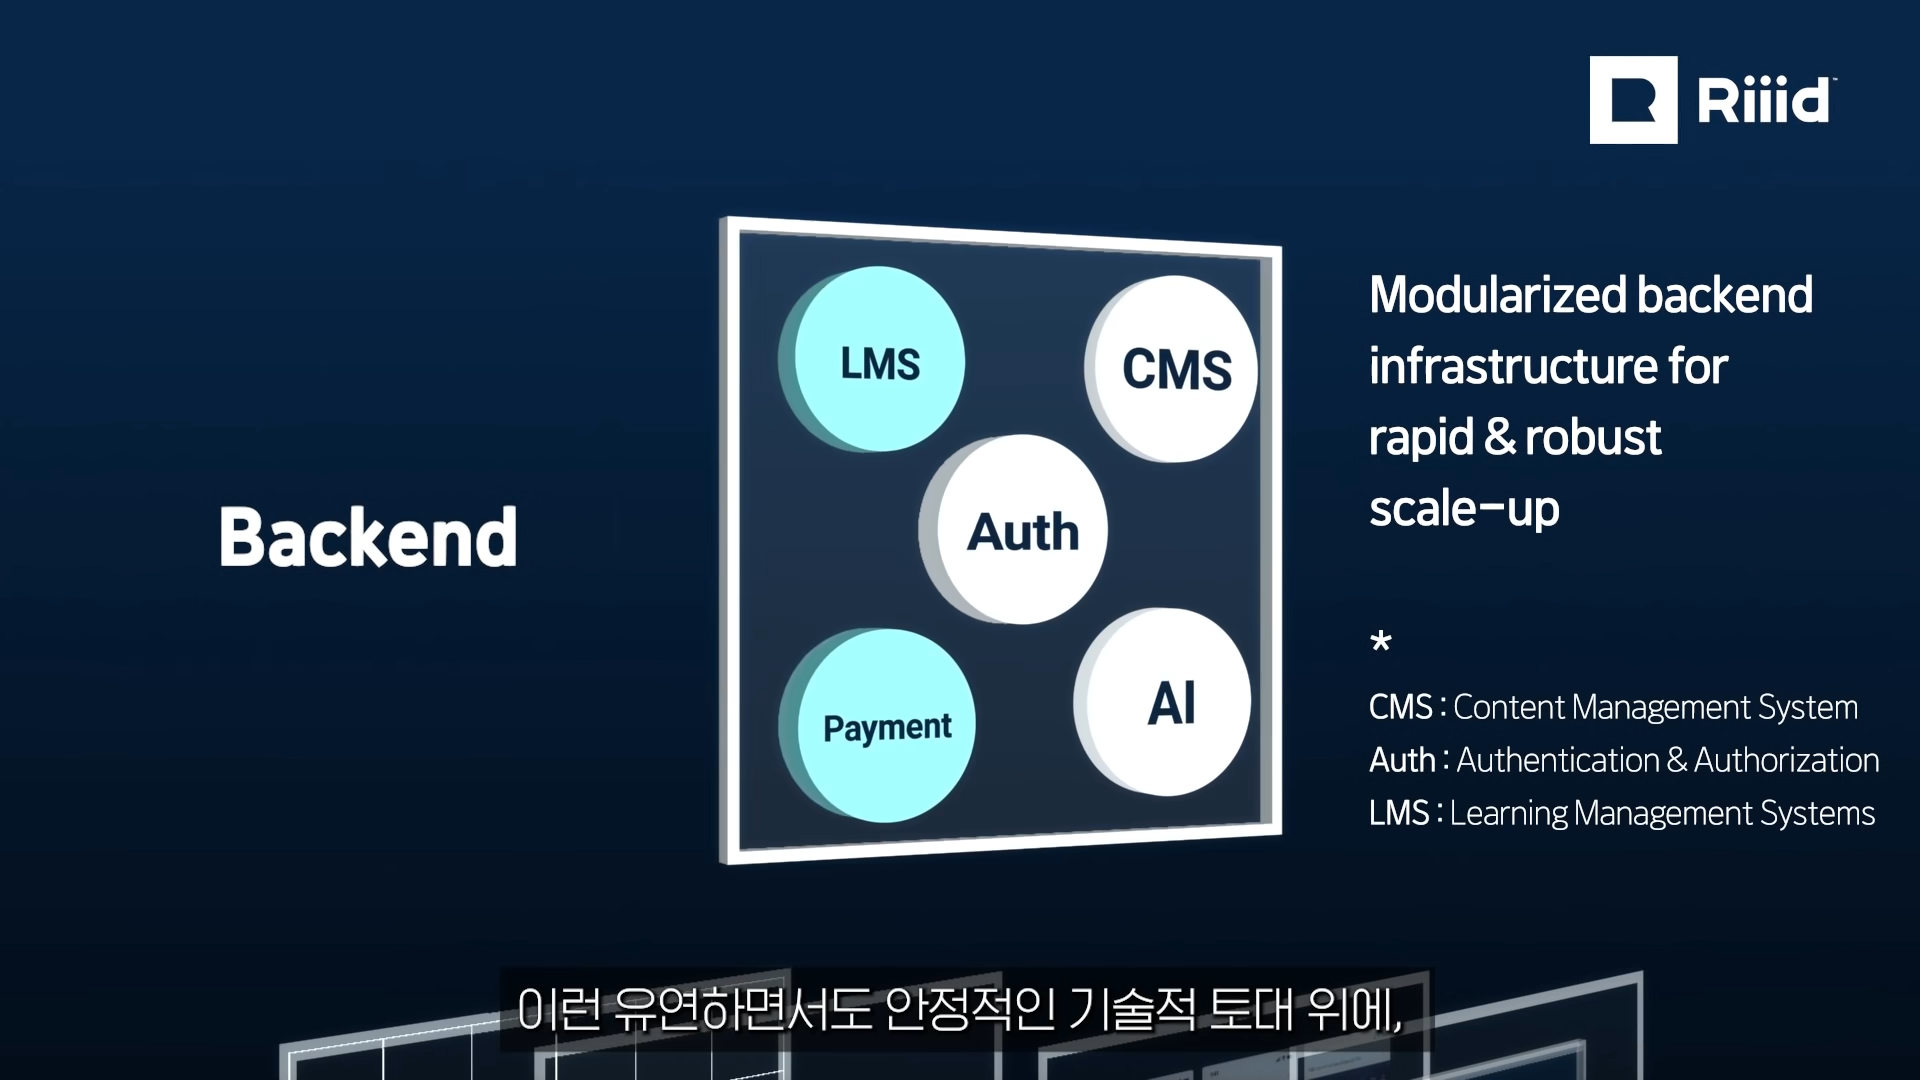 Riiid™
LMS
CMS
Auth
Payment
AI
Backend
Modularized backend
infrastructure for
rapid & robust
scale-up
*
CMS : Content Management System
Auth : Authentication & Authorization
LMS : Learning Management Systems
이런 유연하면서도 안정적인 기술적 토대 위에,